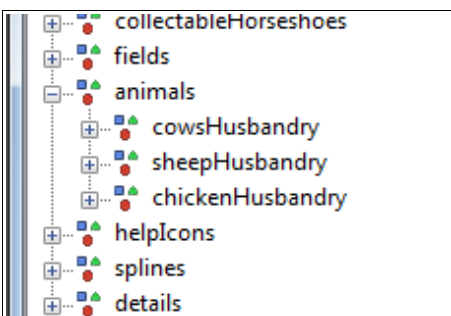 collectableHorseshoes
fields
animals
cowsHusbandry
sheepHusbandry
chickenHusbandry
helpIcons
splines
details